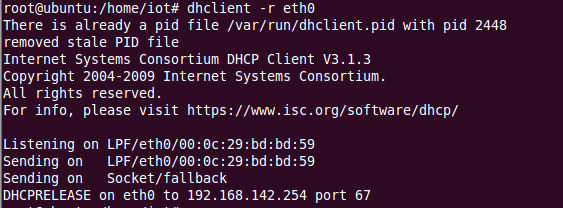 root@ubuntu:/home/iot# dhclient -r eth0
There is already a pid file /var/run/dhclient.pid with pid 2448
removed stale PID file
Internet Systems Consortium DHCP Client V3.1.3
Copyright 2004-2009 Internet Systems Consortium.
All rights reserved.
For info, please visit https://www.isc.org/software/dhcp/
Listening on LPF/eth0/00:0c:29:bd:bd:59
Sending on   LPF/eth0/00:0c:29:bd:bd:59
Sending on   Socket/fallback
DHCPRELEASE on eth0 to 192.168.142.254 port 67